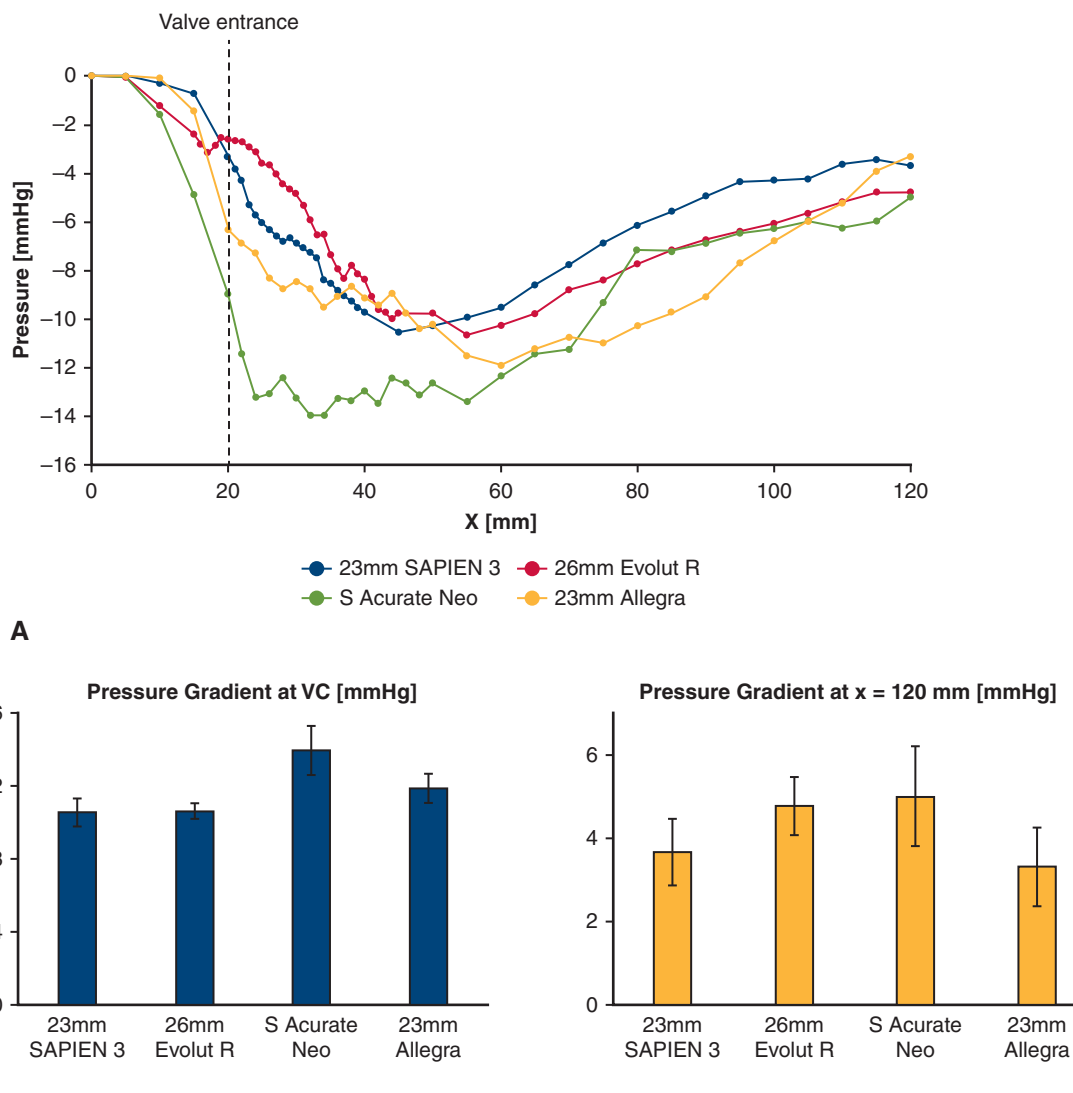 Valve entrance
0
–2
–4
–6
–8
–10
–12
–14
–16
Pressure [mmHg]
0 20 40 60 80 100 120
X [mm]
23mm SAPIEN 3 26mm Evolut R
S Acurate Neo 23mm Allegra
A
Pressure Gradient at VC [mmHg]
23mm 26mm S Acurate 23mm
SAPIEN 3 Evolut R Neo Allegra
Pressure Gradient at x = 120 mm [mmHg]
6
4
2
0
23mm 26mm S Acurate 23mm
SAPIEN 3 Evolut R Neo Allegra